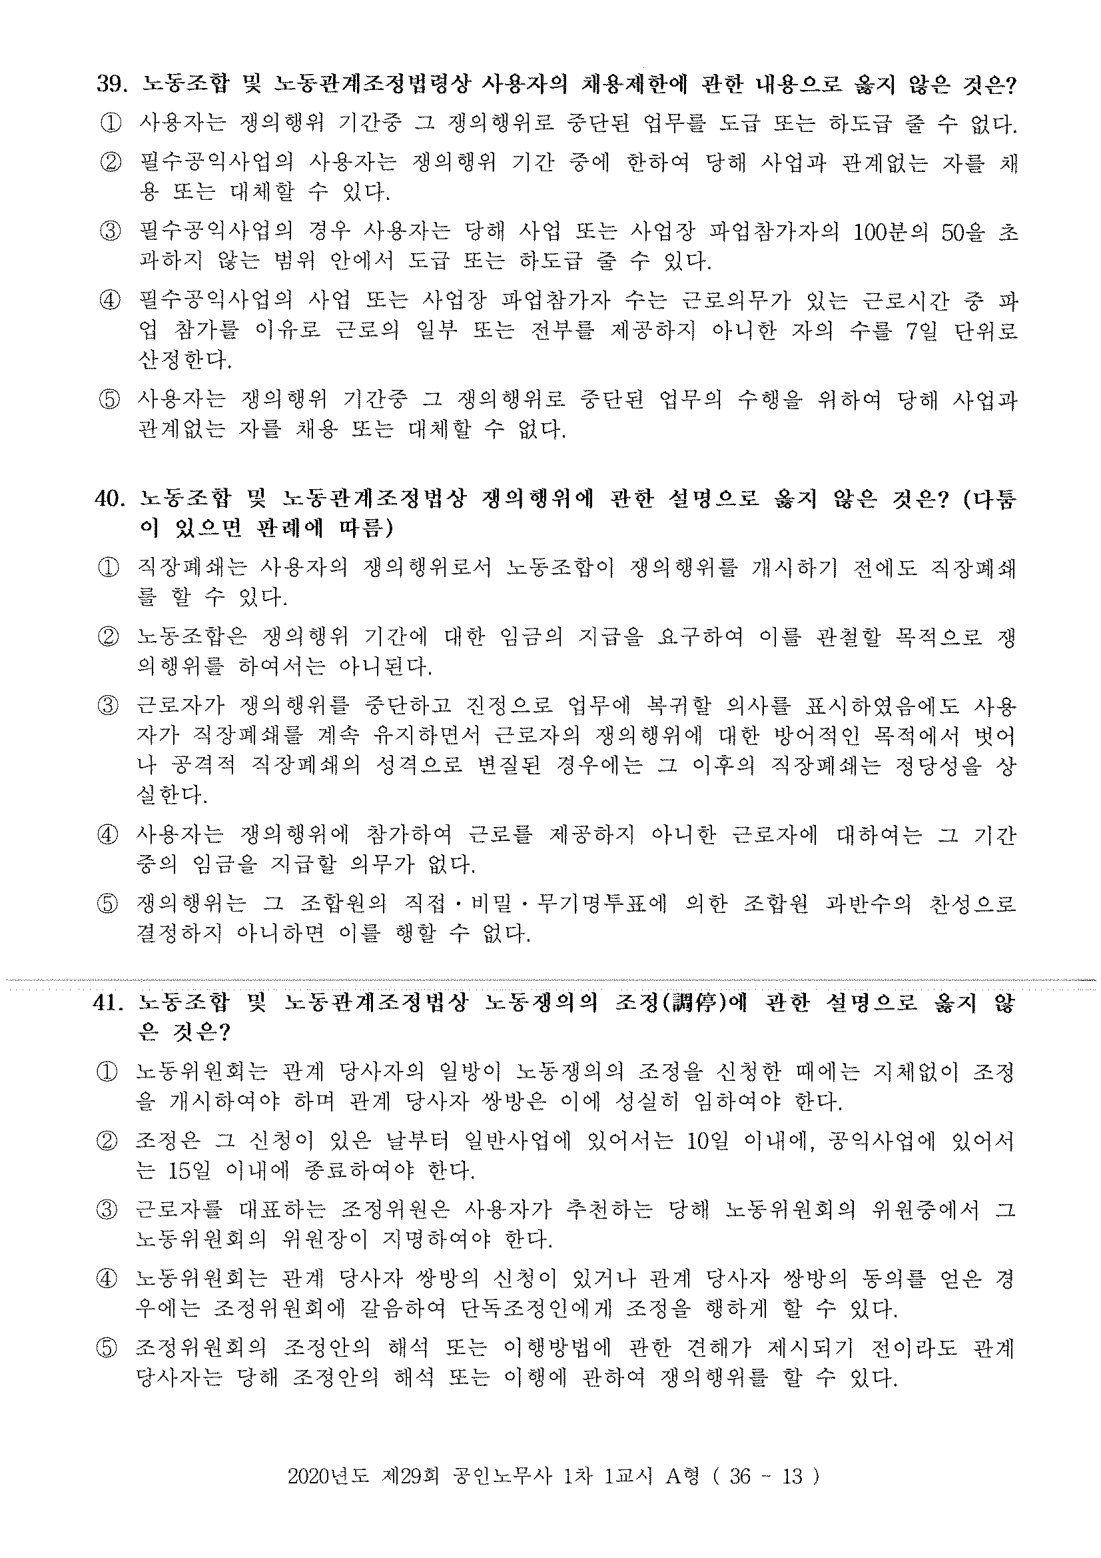 39. 노동조합 및 노동관계조정법령상 사용자의 채용제한에 관한 내용으로 옳지 않은 것은?
① 사용자는 쟁의행위 기간중 그 쟁의행위로 중단된 업무를 도급 또는 하도급 줄 수 없다.
② 필수공익사업의 사용자는 쟁의행위 기간 중에 한하여 당해 사업과 관계없는 자를 채
용 또는 대체할 수 있다.
③ 필수공익사업의 경우 사용자는 당해 사업 또는 사업장 파업참가자의 100분의 50을 초
과하지 않는 범위 안에서 도급 또는 하도급 줄 수 있다.
④ 필수공익사업의 사업 또는 사업장 파업참가자 수는 근로의무가 있는 근로시간 중 파
업 참가를 이유로 근로의 일부 또는 전부를 제공하지 아니한 자의 수를 7일 단위로
산정한다.
⑤ 사용자는 쟁의행위 기간중 그 쟁의행위로 중단된 업무의 수행을 위하여 당해 사업과
관계없는 자를 채용 또는 대체할 수 없다.
40. 노동조합 및 노동관계조정법상 쟁의행위에 관한 설명으로 옳지 않은 것은? (다툼
이 있으면 판례에 따름)
① 직장폐쇄는 사용자의 쟁의행위로서 노동조합이 쟁의행위를 개시하기 전에도 직장폐쇄
를 할 수 있다.
② 노동조합은 쟁의행위 기간에 대한 임금의 지급을 요구하여 이를 관철할 목적으로 쟁
의행위를 하여서는 아니된다.
③ 근로자가 쟁의행위를 중단하고 진정으로 업무에 복귀할 의사를 표시하였음에도 사용
자가 직장폐쇄를 계속 유지하면서 근로자의 쟁의행위에 대한 방어적인 목적에서 벗어
나 공격적 직장폐쇄의 성격으로 변질된 경우에는 그 이후의 직장폐쇄는 정당성을 상
실한다.
④ 사용자는 쟁의행위에 참가하여 근로를 제공하지 아니한 근로자에 대하여는 그 기간
중의 임금을 지급할 의무가 없다.
⑤ 쟁의행위는 그 조합원의 직접・비밀・무기명투표에 의한 조합원 과반수의 찬성으로
결정하지 아니하면 이를 행할 수 없다.
41. 노동조합 및 노동관계조정법상 노동쟁의의 조정(調停)에 관한 설명으로 옳지 않
은 것은?
① 노동위원회는 관계 당사자의 일방이 노동쟁의의 조정을 신청한 때에는 지체없이 조정
을 개시하여야 하며 관계 당사자 쌍방은 이에 성실히 임하여야 한다.
② 조정은 그 신청이 있은 날부터 일반사업에 있어서는 10일 이내에, 공익사업에 있어서
는 15일 이내에 종료하여야 한다.
③ 근로자를 대표하는 조정위원은 사용자가 추천하는 당해 노동위원회의 위원중에서 그
노동위원회의 위원장이 지명하여야 한다.
④ 노동위원회는 관계 당사자 쌍방의 신청이 있거나 관계 당사자 쌍방의 동의를 얻은 경
우에는 조정위원회에 갈음하여 단독조정인에게 조정을 행하게 할 수 있다.
⑤ 조정위원회의 조정안의 해석 또는 이행방법에 관한 견해가 제시되기 전이라도 관계
당사자는 당해 조정안의 해석 또는 이행에 관하여 쟁의행위를 할 수 있다.
2020년도 제29회 공인노무사 1차 1교시 A형 ( 36 - 13 )